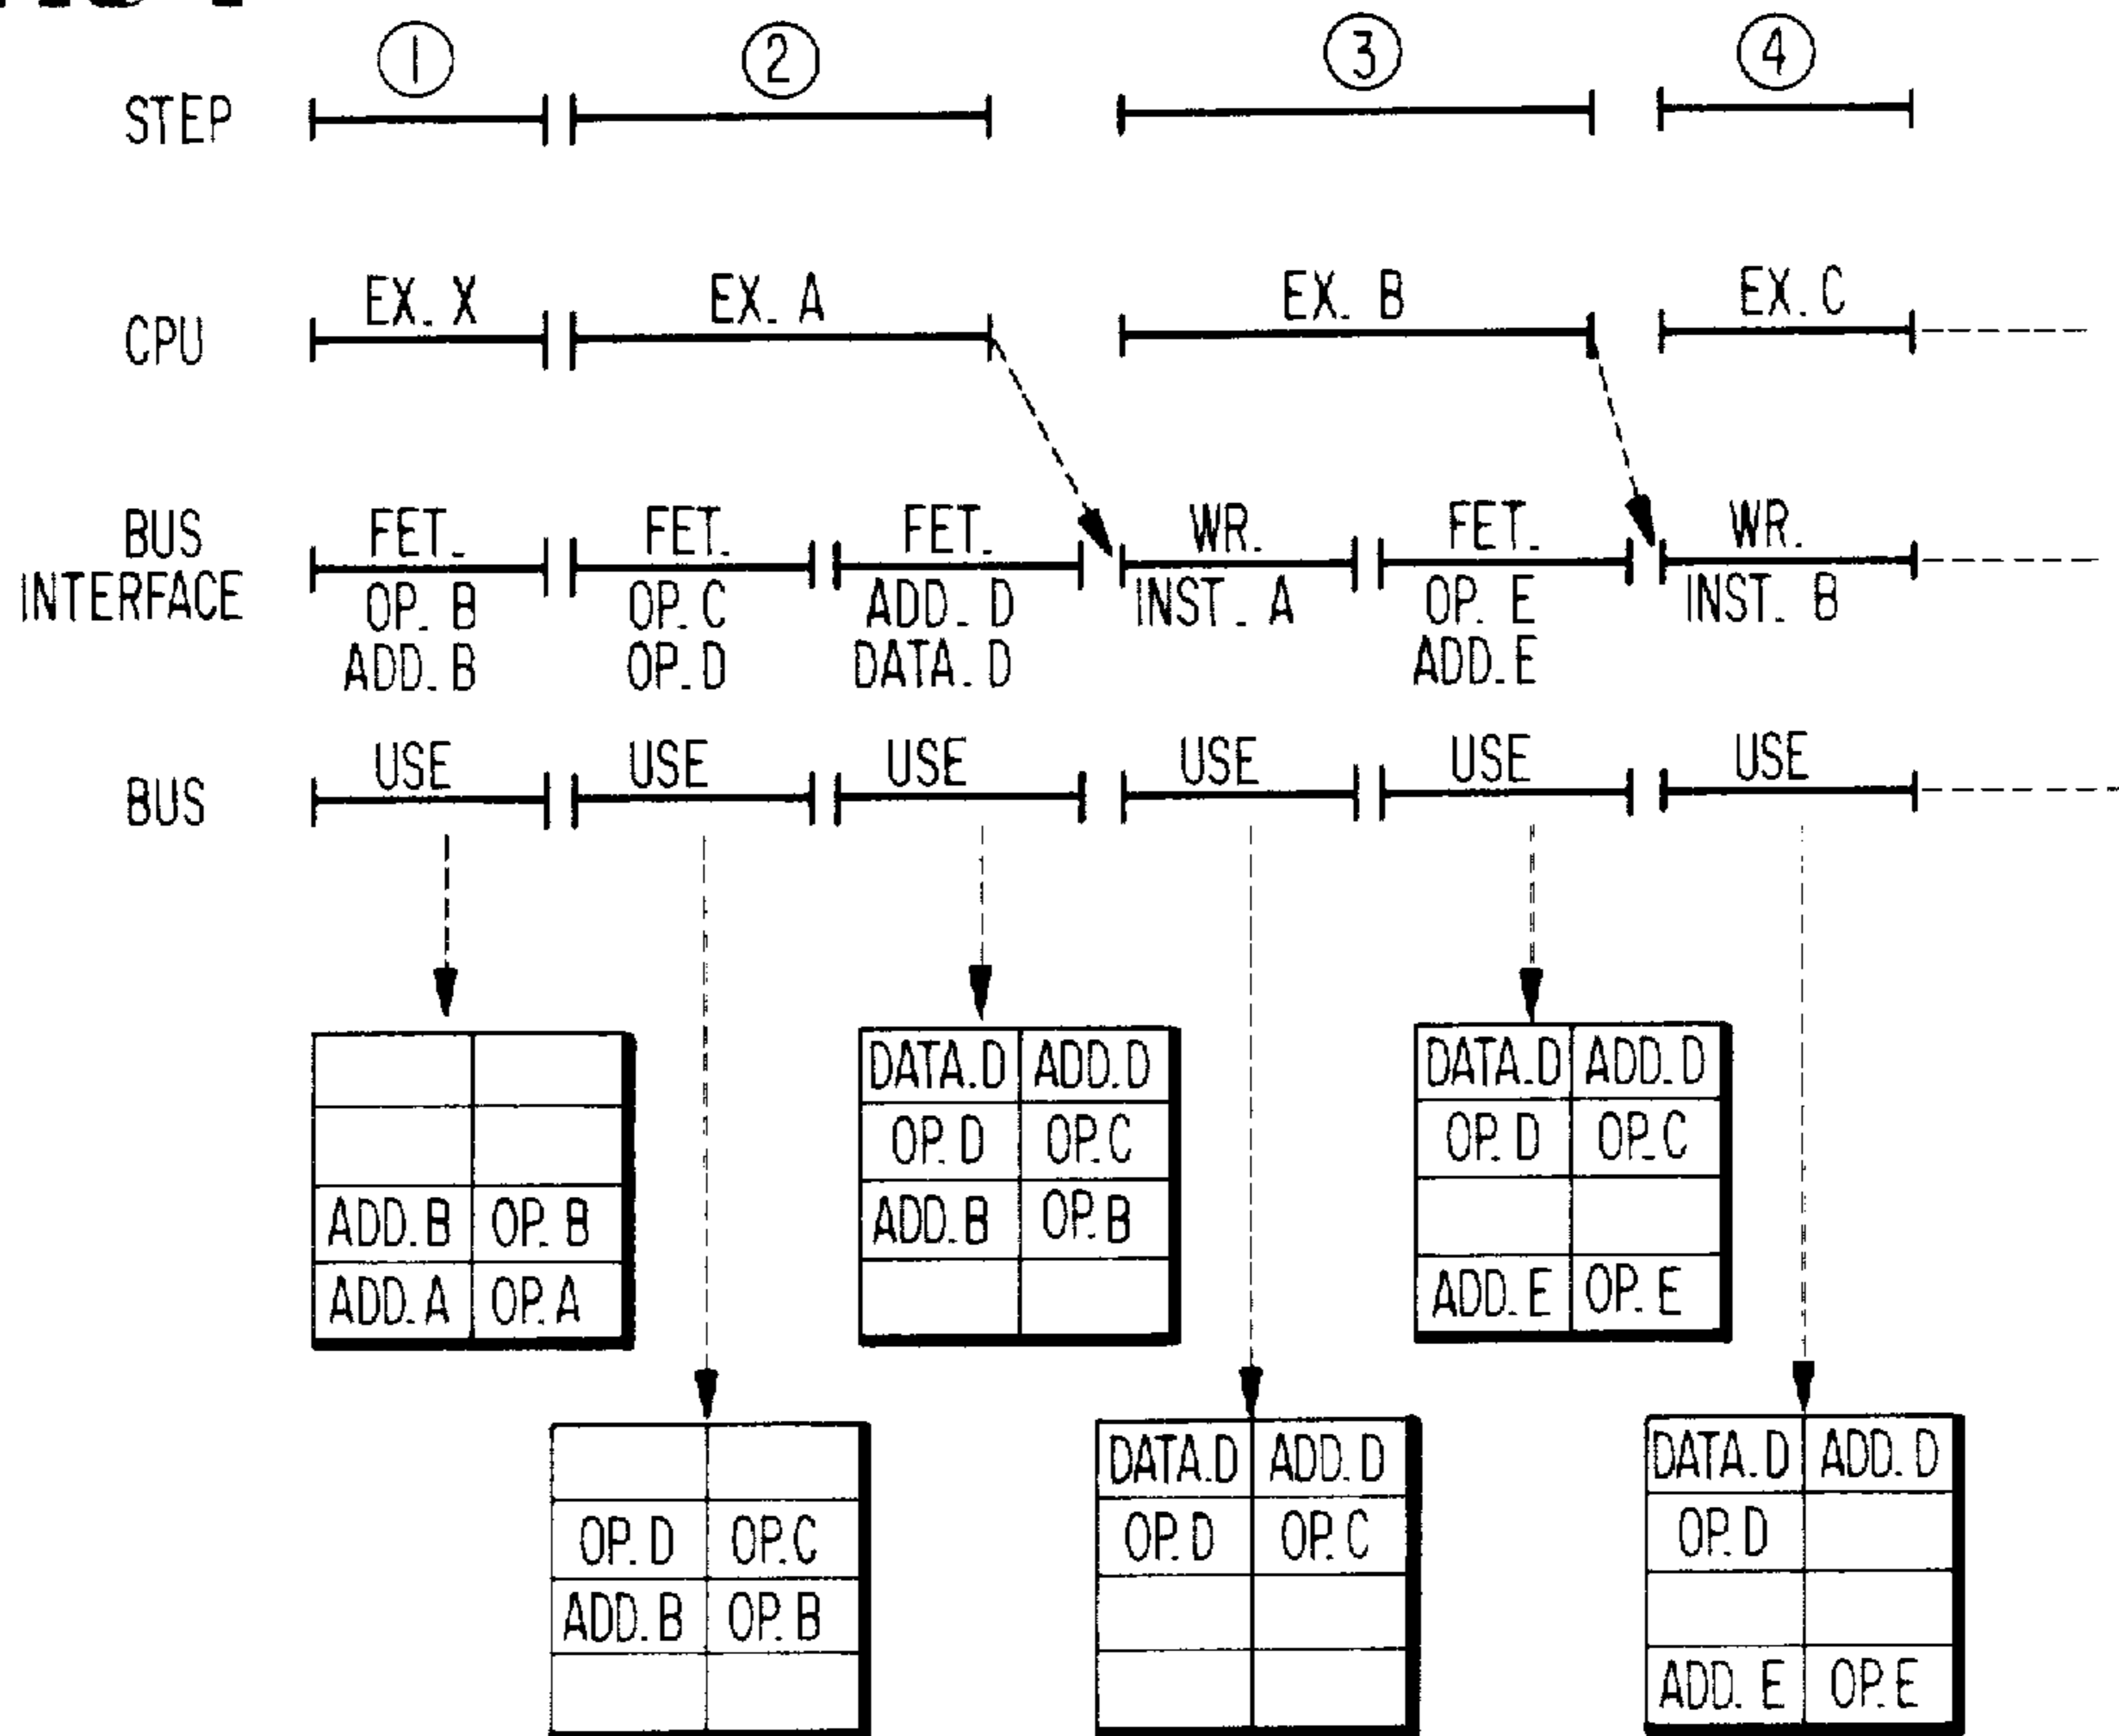 ① ② ③ ④
STEP
EX. X EX. A EX. B EX. C
CPU
BUS INTERFACE
FET. FET. FET. WR. FET. WR.
OP. B OP. C ADD. D INST. A OP. E INST. B
ADD. B OP. D DATA. D ADD. E
USE USE USE USE USE USE
BUS
ADD. B OP. B
ADD. A OP. A
OP. D OP. C
ADD. B OP. B
DATA. D ADD. D
OP. D OP. C
ADD. B OP. B
DATA. D ADD. D
OP. D OP. C
DATA. D ADD. D
OP. D OP. C
ADD. E OP. E
DATA. D ADD. D
OP. D
ADD. E OP. E